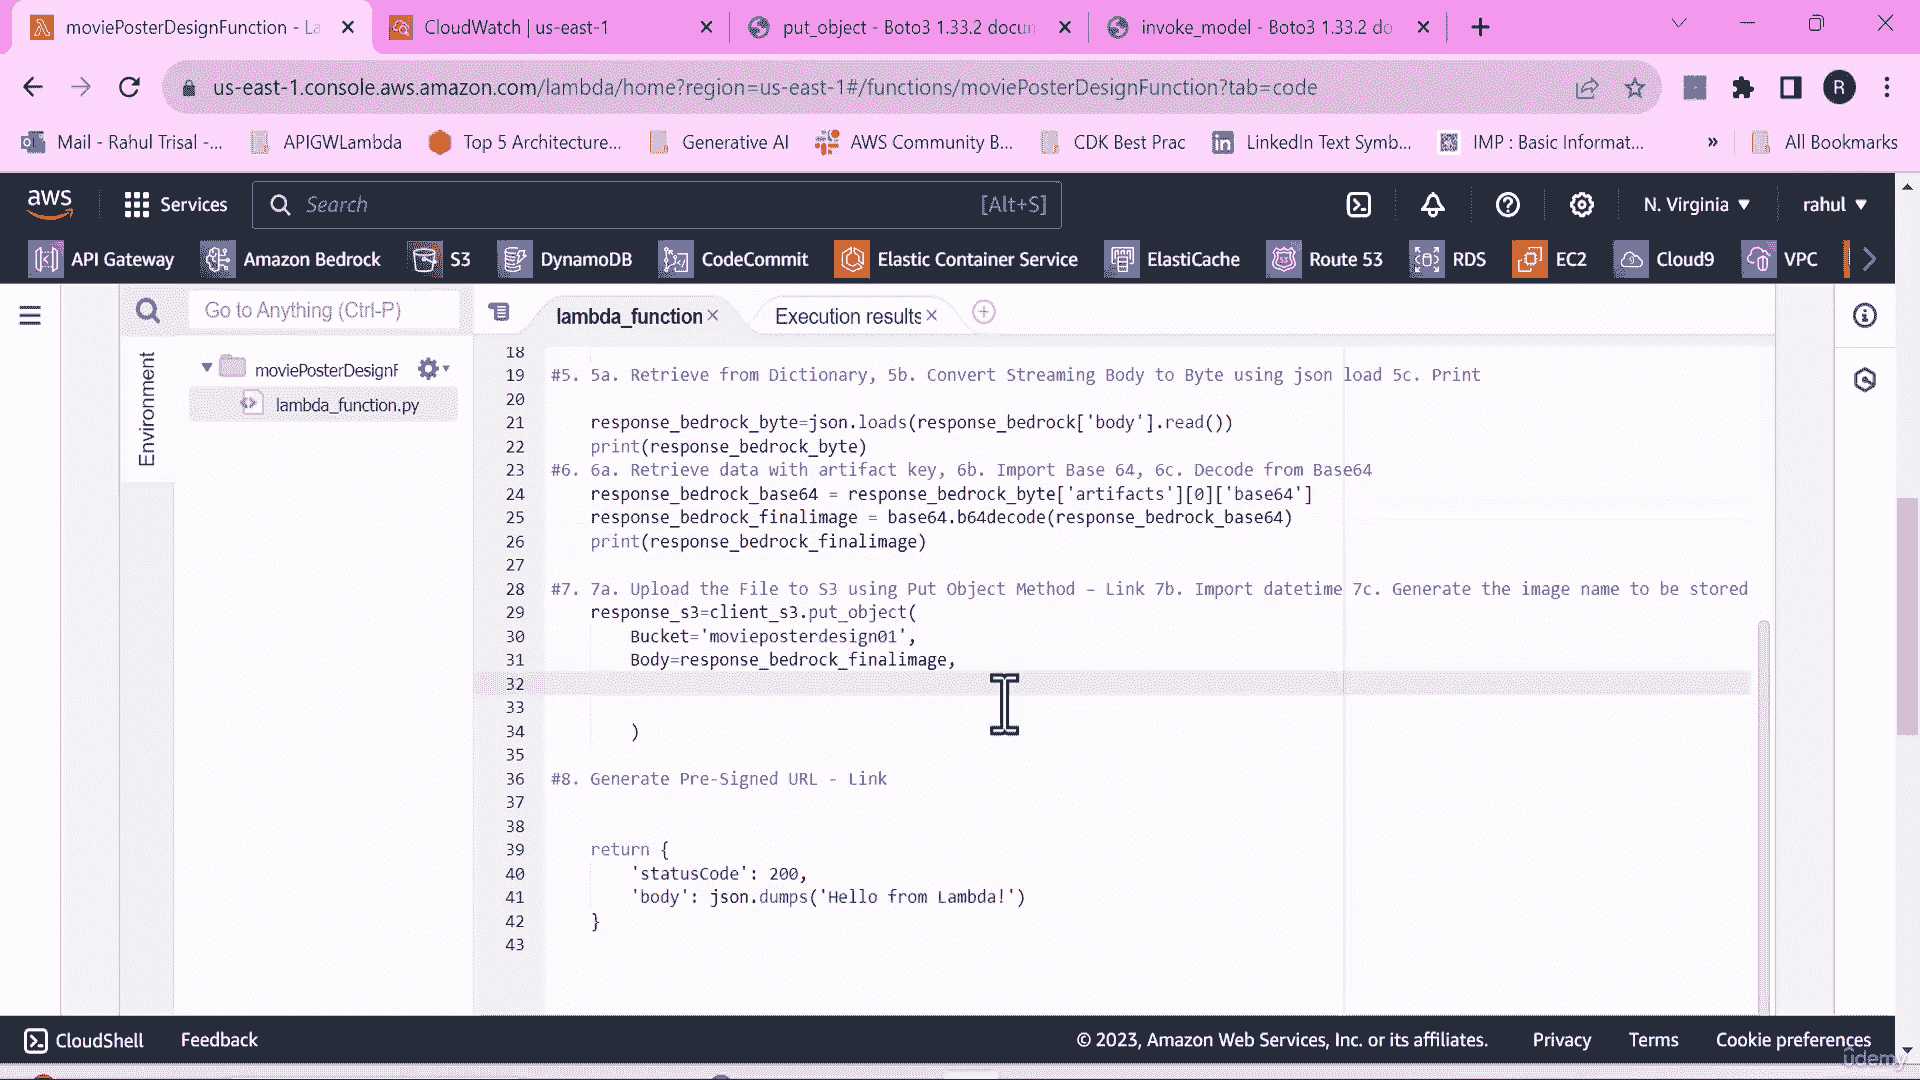 moviePosterDesignFunction - La
CloudWatch | us-east-1
put_object - Boto3 1.33.2 docu
invoke_model - Boto3 1.33.2 do
us-east-1.console.aws.amazon.com/lambda/home?region=us-east-1#/functions/moviePosterDesignFunction?tab=code
R
Mail - Rahul Trisal -...
APIGWLambda
Top 5 Architecture...
Generative AI
AWS Community B...
CDK Best Prac
LinkedIn Text Symb...
IMP : Basic Informat...
»
All Bookmarks
aws
Services
Search
[Alt+S]
N. Virginia
rahul
API Gateway
Amazon Bedrock
S3
DynamoDB
CodeCommit
Elastic Container Service
ElastiCache
Route 53
RDS
EC2
Cloud9
VPC
Go to Anything (Ctrl-P)
lambda_function
Execution results
Environment
moviePosterDesignF
lambda_function.py
18
19 #5. 5a. Retrieve from Dictionary, 5b. Convert Streaming Body to Byte using json load 5c. Print
20
21 response_bedrock_byte=json.loads(response_bedrock['body'].read())
22 print(response_bedrock_byte)
23 #6. 6a. Retrieve data with artifact key, 6b. Import Base 64, 6c. Decode from Base64
24 response_bedrock_base64 = response_bedrock_byte['artifacts'][0]['base64']
25 response_bedrock_finalimage = base64.b64decode(response_bedrock_base64)
26 print(response_bedrock_finalimage)
27
28 #7. 7a. Upload the File to S3 using Put Object Method – Link 7b. Import datetime 7c. Generate the image name to be stored
29 response_s3=client_s3.put_object(
30 Bucket='movieposterdesign01',
31 Body=response_bedrock_finalimage,
32
33
34 )
35
36 #8. Generate Pre-Signed URL - Link
37
38
39 return {
40 'statusCode': 200,
41 'body': json.dumps('Hello from Lambda!')
42 }
43
CloudShell
Feedback
© 2023, Amazon Web Services, Inc. or its affiliates.
Privacy
Terms
Cookie preferences
udemy